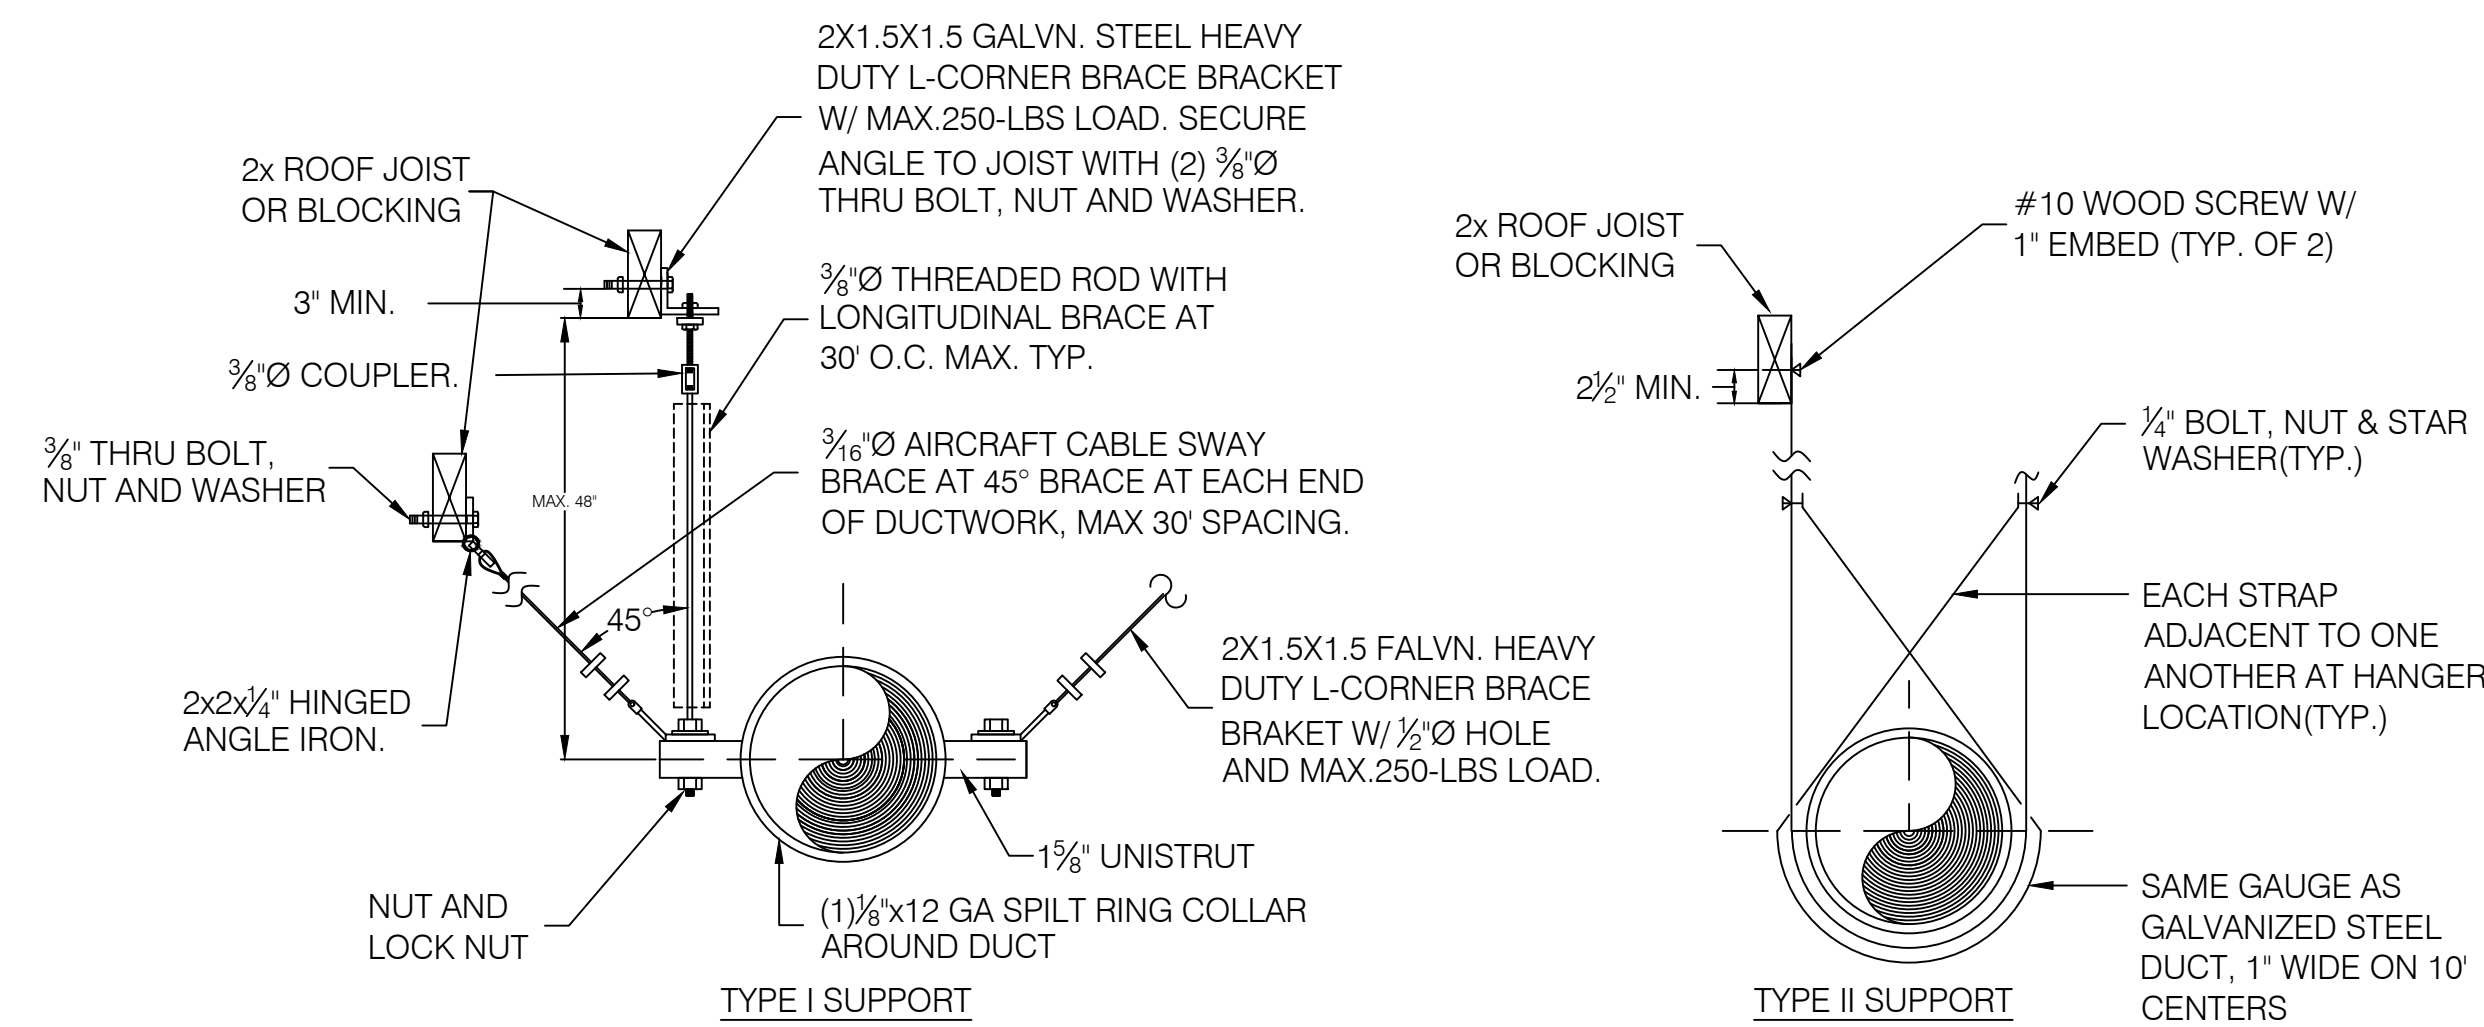 2X1.5X1.5 GALVN. STEEL HEAVY
DUTY L-CORNER BRACE BRACKET
W/ MAX.250-LBS LOAD. SECURE
ANGLE TO JOIST WITH (2) 3/8"Ø
THRU BOLT, NUT AND WASHER.
2x ROOF JOIST
OR BLOCKING
3" MIN.
3/8"Ø THREADED ROD WITH
LONGITUDINAL BRACE AT
30' O.C. MAX. TYP.
3/8"Ø COUPLER.
3/8" THRU BOLT,
NUT AND WASHER
MAX. 48"
3/16"Ø AIRCRAFT CABLE SWAY
BRACE AT 45° BRACE AT EACH END
OF DUCTWORK, MAX 30' SPACING.
45°
2x2x1/4" HINGED
ANGLE IRON.
2X1.5X1.5 FALVN. HEAVY
DUTY L-CORNER BRACE
BRAKET W/ 1/2"Ø HOLE
AND MAX.250-LBS LOAD.
1 5/8" UNISTRUT
NUT AND
LOCK NUT
(1)1/8"x12 GA SPILT RING COLLAR
AROUND DUCT
TYPE I SUPPORT
2x ROOF JOIST
OR BLOCKING
#10 WOOD SCREW W/
1" EMBED (TYP. OF 2)
2 1/2" MIN.
1/4" BOLT, NUT & STAR
WASHER(TYP.)
EACH STRAP
ADJACENT TO ONE
ANOTHER AT HANGER
LOCATION(TYP.)
SAME GAUGE AS
GALVANIZED STEEL
DUCT, 1" WIDE ON 10'
CENTERS
TYPE II SUPPORT